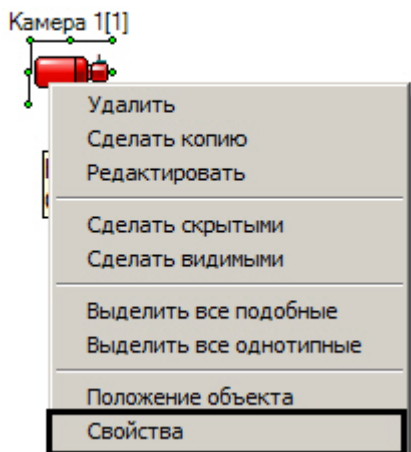 Камера 1[1]
Удалить
Сделать копию
Редактировать
Сделать скрытыми
Сделать видимыми
Выделить все подобные
Выделить все однотипные
Положение объекта
Свойства